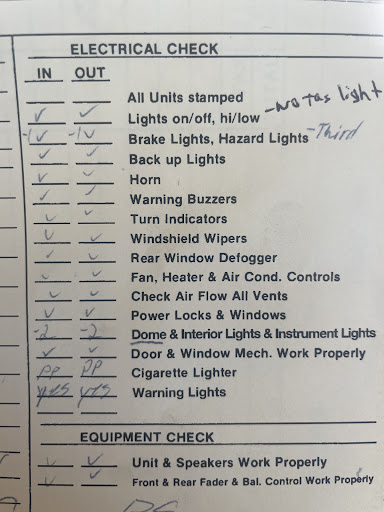 ELECTRICAL CHECK
IN OUT
All Units stamped
✓ ✓ Lights on/off, hi/low -No tag light
-1✓ -1✓ Brake Lights, Hazard Lights -Third
✓ ✓ Back up Lights
✓ ✓ Horn
✓ ✓ Warning Buzzers
✓ ✓ Turn Indicators
✓ ✓ Windshield Wipers
✓ ✓ Rear Window Defogger
✓ ✓ Fan, Heater & Air Cond. Controls
✓ ✓ Check Air Flow All Vents
✓ ✓ Power Locks & Windows
-2 -2 Dome & Interior Lights & Instrument Lights
✓ ✓ Door & Window Mech. Work Properly
PP PP Cigarette Lighter
yes yes Warning Lights
EQUIPMENT CHECK
✓ ✓ Unit & Speakers Work Properly
✓ ✓ Front & Rear Fader & Bal. Control Work Properly